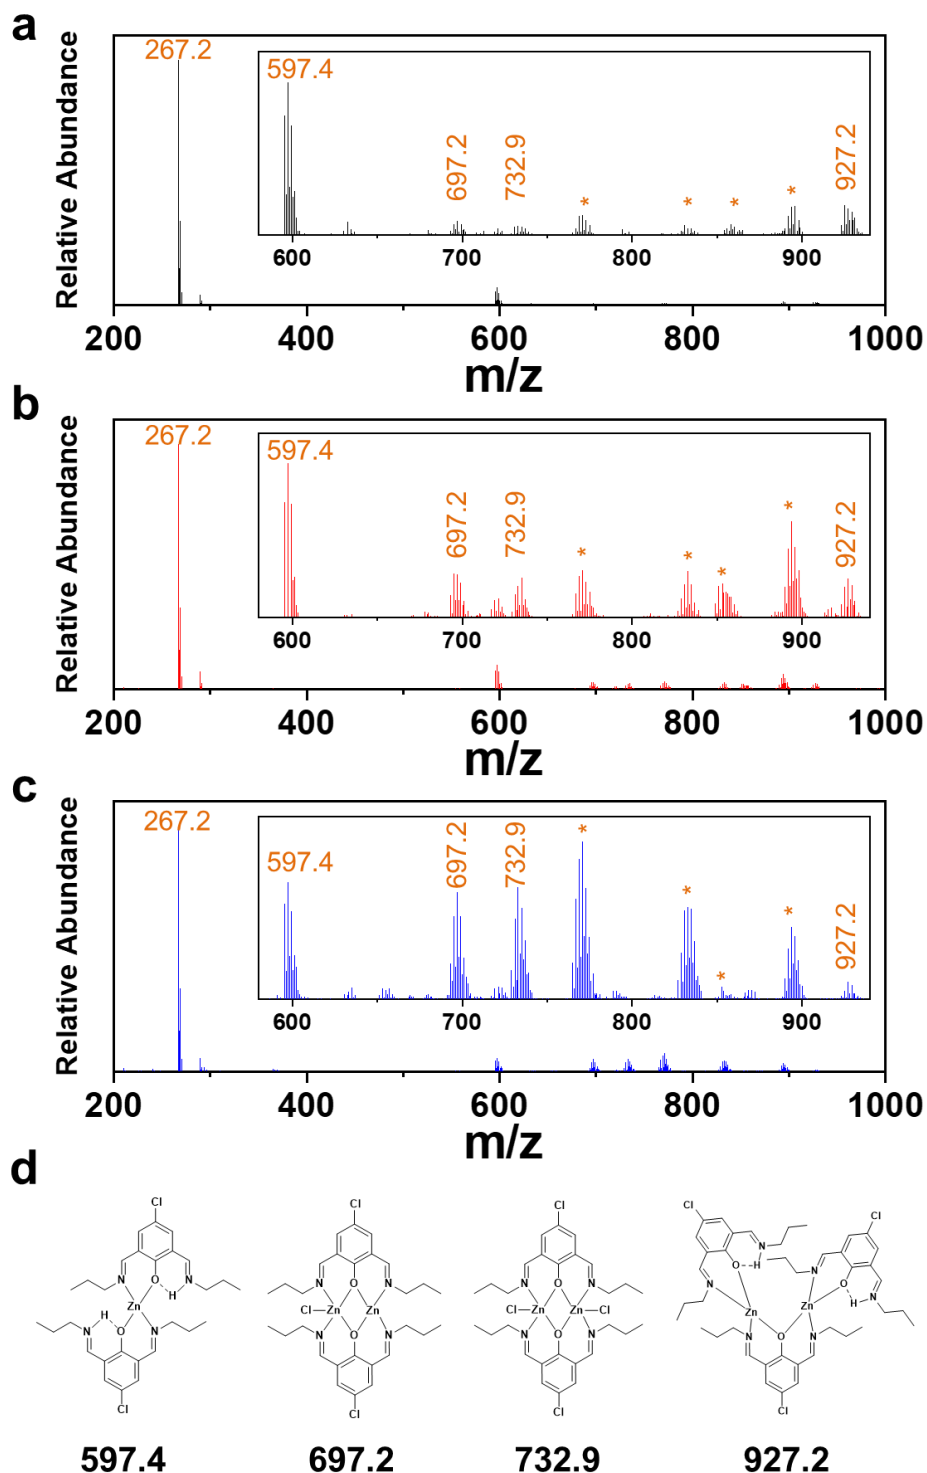 a
Relative Abundance
267.2
597.4
697.2
732.9
*
*
*
*
927.2
600
700
800
900
200
400
600
800
1000
m/z
b
Relative Abundance
267.2
597.4
697.2
732.9
*
*
*
*
927.2
600
700
800
900
200
400
600
800
1000
m/z
c
Relative Abundance
267.2
597.4
697.2
732.9
*
*
*
*
927.2
600
700
800
900
200
400
600
800
1000
m/z
d
Cl
N
O
H
N
Zn
H
N
O
N
Cl
Cl
N
O
N
Cl
Zn
Zn
N
O
N
Cl
Cl
N
O
N
Cl
Zn
Zn
Cl
N
O
N
Cl
Cl
N
O
H
N
Cl
N
O
H
N
Zn
Zn
N
O
N
Cl
597.4
697.2
732.9
927.2